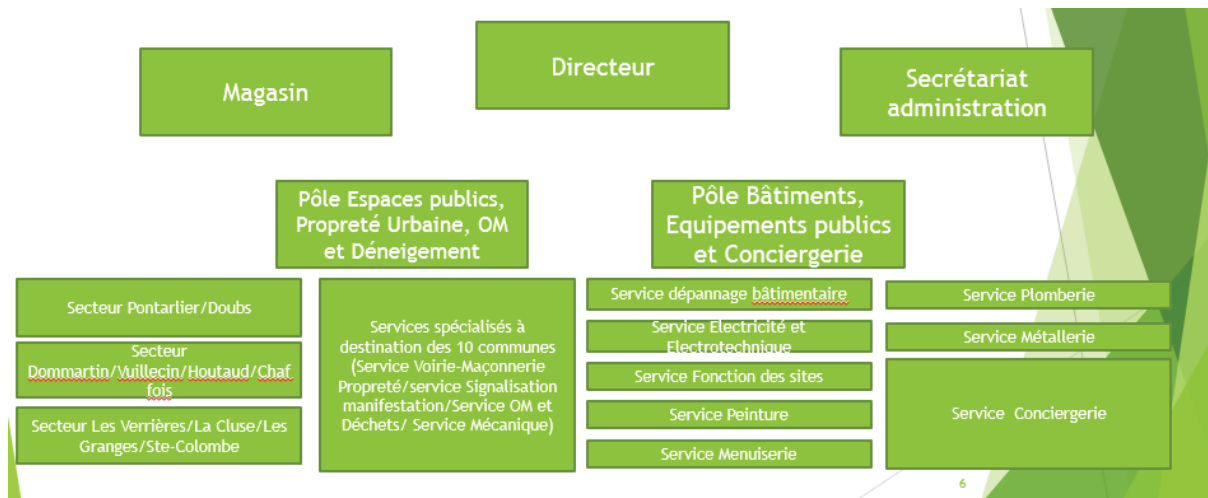 Magasin
Directeur
Secrétariat
administration
Pôle Espaces publics,
Propreté Urbaine, OM
et Déneigement
Pôle Bâtiments,
Equipements publics
et Conciergerie
Secteur Pontarlier/Doubs
Secteur
Dommartin/Vuillecin/Houtaud/Chaf
fois
Secteur Les Verrières/La Cluse/Les
Granges/Ste-Colombe
Services spécialisés à
destination des 10 communes
(Service Voirie-Maçonnerie
Propreté/service Signalisation
manifestation/Service OM et
Déchets/ Service Mécanique)
Service dépannage bâtimentaire
Service Electricité et
Electrotechnique
Service Fonction des sites
Service Peinture
Service Menuiserie
Service Plomberie
Service Métallerie
Service Conciergerie
6